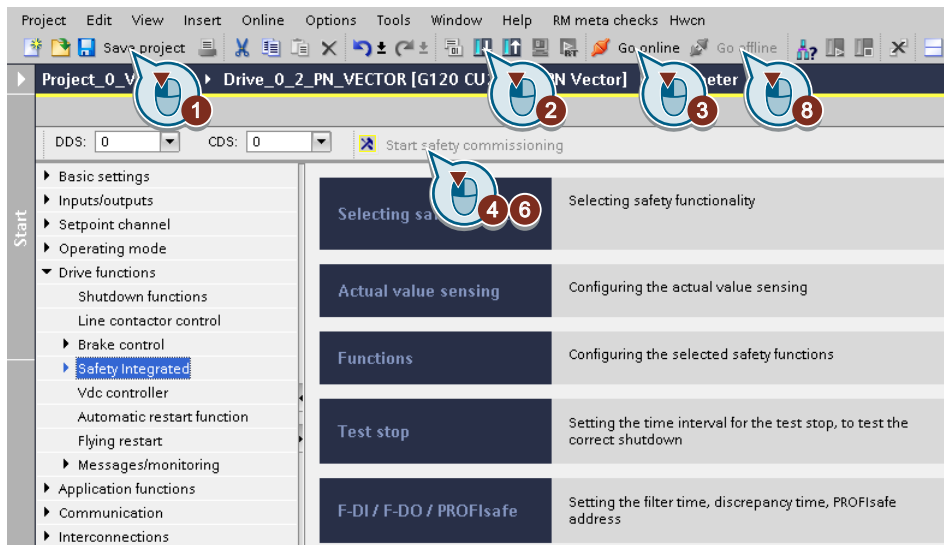 Project Edit View Insert Online Options Tools Window Help RM meta checks Hwcn
Save project Go online Go offline
Project_0_V Drive_0_2_PN_VECTOR [G120 CU PN Vector] meter
1 2 3 8
DDS: 0 CDS: 0 Start safety commissioning
4 6
Start
Basic settings
Inputs/outputs
Setpoint channel
Operating mode
Drive functions
Shutdown functions
Line contactor control
Brake control
Safety Integrated
Vdc controller
Automatic restart function
Flying restart
Messages/monitoring
Application functions
Communication
Interconnections
Selecting sa
Selecting safety functionality
Actual value sensing
Configuring the actual value sensing
Functions
Configuring the selected safety functions
Test stop
Setting the time interval for the test stop, to test the
correct shutdown
F-DI / F-DO / PROFIsafe
Setting the filter time, discrepancy time, PROFIsafe
address